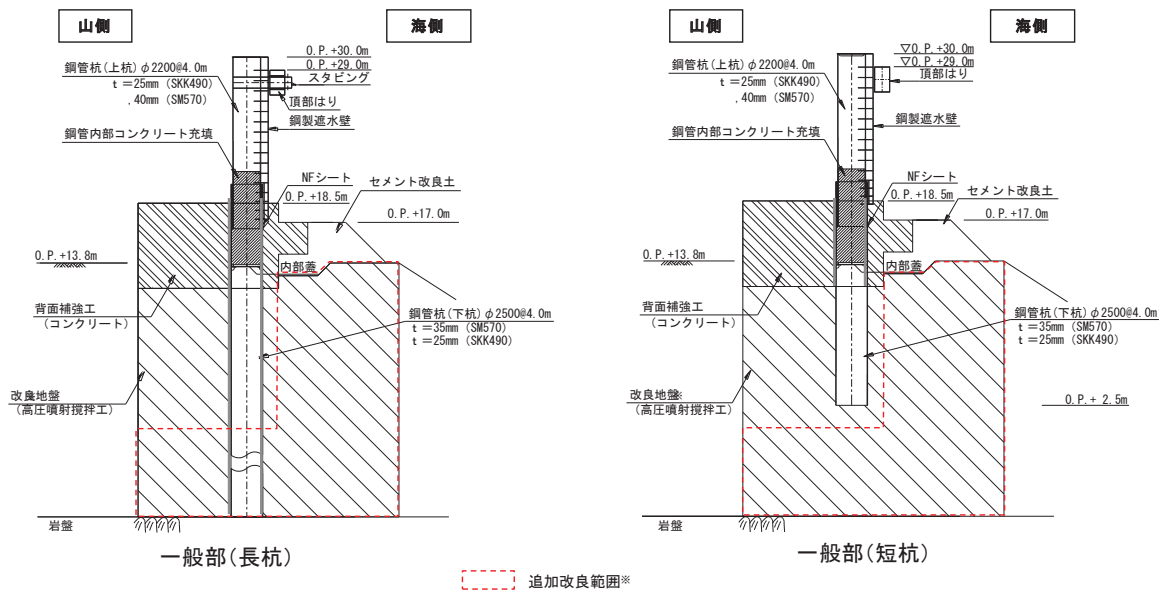 山側
海側
O.P.+30.0m
O.P.+29.0m
スタビング
鋼管杭(上杭)φ2200@4.0m
t =25mm (SKK490)
, 40mm (SM570)
頂部はり
鋼製遮水壁
鋼管内部コンクリート充填
NFシート
O.P.+18.5m
セメント改良土
O.P.+17.0m
O.P.+13.8m
内部蓋
背面補強工
(コンクリート)
鋼管杭(下杭)φ2500@4.0m
t =35mm (SM570)
t =25mm (SKK490)
改良地盤※
(高圧噴射撹拌工)
岩盤
一般部(長杭)
山側
海側
▽O.P.+30.0m
▽O.P.+29.0m
鋼管杭(上杭)φ2200@4.0m
t =25mm (SKK490)
, 40mm (SM570)
頂部はり
鋼製遮水壁
鋼管内部コンクリート充填
NFシート
O.P.+18.5m
セメント改良土
O.P.+17.0m
O.P.+13.8m
内部蓋
背面補強工
(コンクリート)
鋼管杭(下杭)φ2500@4.0m
t =35mm (SM570)
t =25mm (SKK490)
改良地盤※
(高圧噴射撹拌工)
O.P.+ 2.5m
岩盤
一般部(短杭)
追加改良範囲※